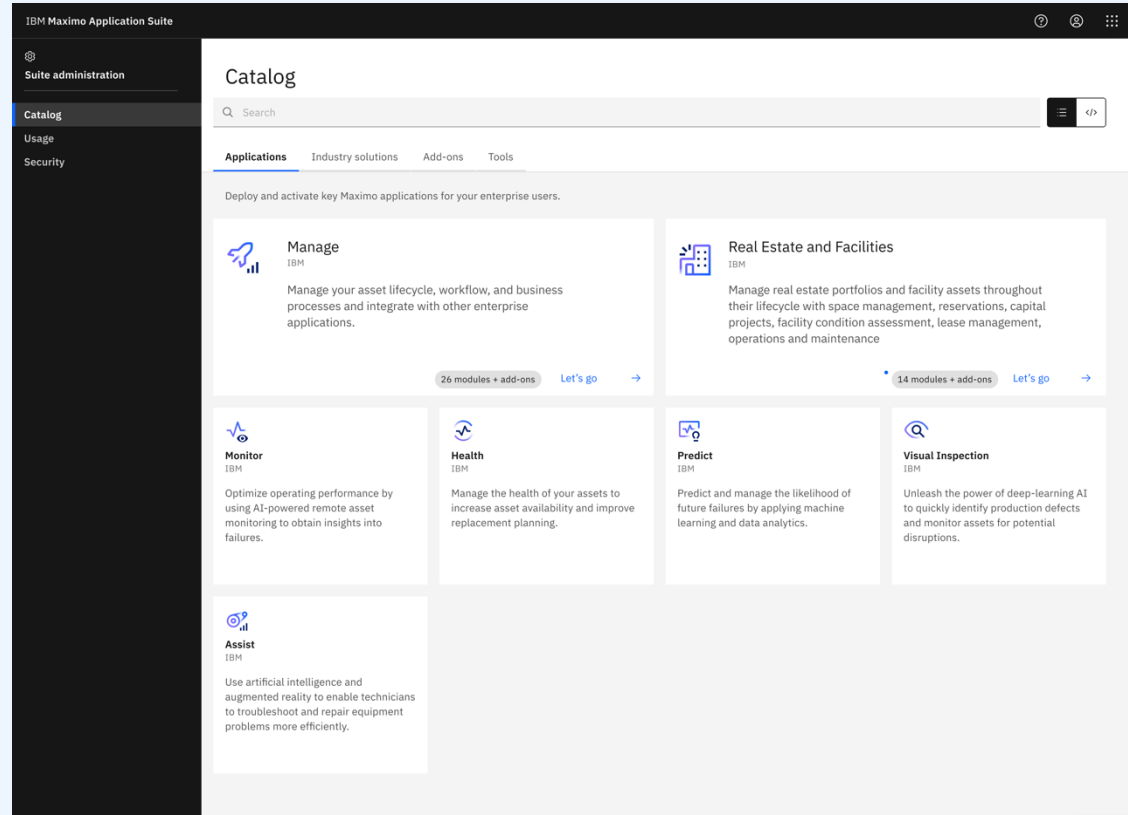 IBM Maximo Application Suite
Suite administration
Catalog
Usage
Security
Catalog
Search
Applications Industry solutions Add-ons Tools
Deploy and activate key Maximo applications for your enterprise users.
Manage
IBM
Manage your asset lifecycle, workflow, and business
processes and integrate with other enterprise
applications.
26 modules + add-ons Let's go
Real Estate and Facilities
IBM
Manage real estate portfolios and facility assets throughout
their lifecycle with space management, reservations, capital
projects, facility condition assessment, lease management,
operations and maintenance
14 modules + add-ons Let's go
Monitor
IBM
Optimize operating performance by
using AI-powered remote asset
monitoring to obtain insights into
failures.
Health
IBM
Manage the health of your assets to
increase asset availability and improve
replacement planning.
Predict
IBM
Predict and manage the likelihood of
future failures by applying machine
learning and data analytics.
Visual Inspection
IBM
Unleash the power of deep-learning AI
to quickly identify production defects
and monitor assets for potential
disruptions.
Assist
IBM
Use artificial intelligence and
augmented reality to enable technicians
to troubleshoot and repair equipment
problems more efficiently.